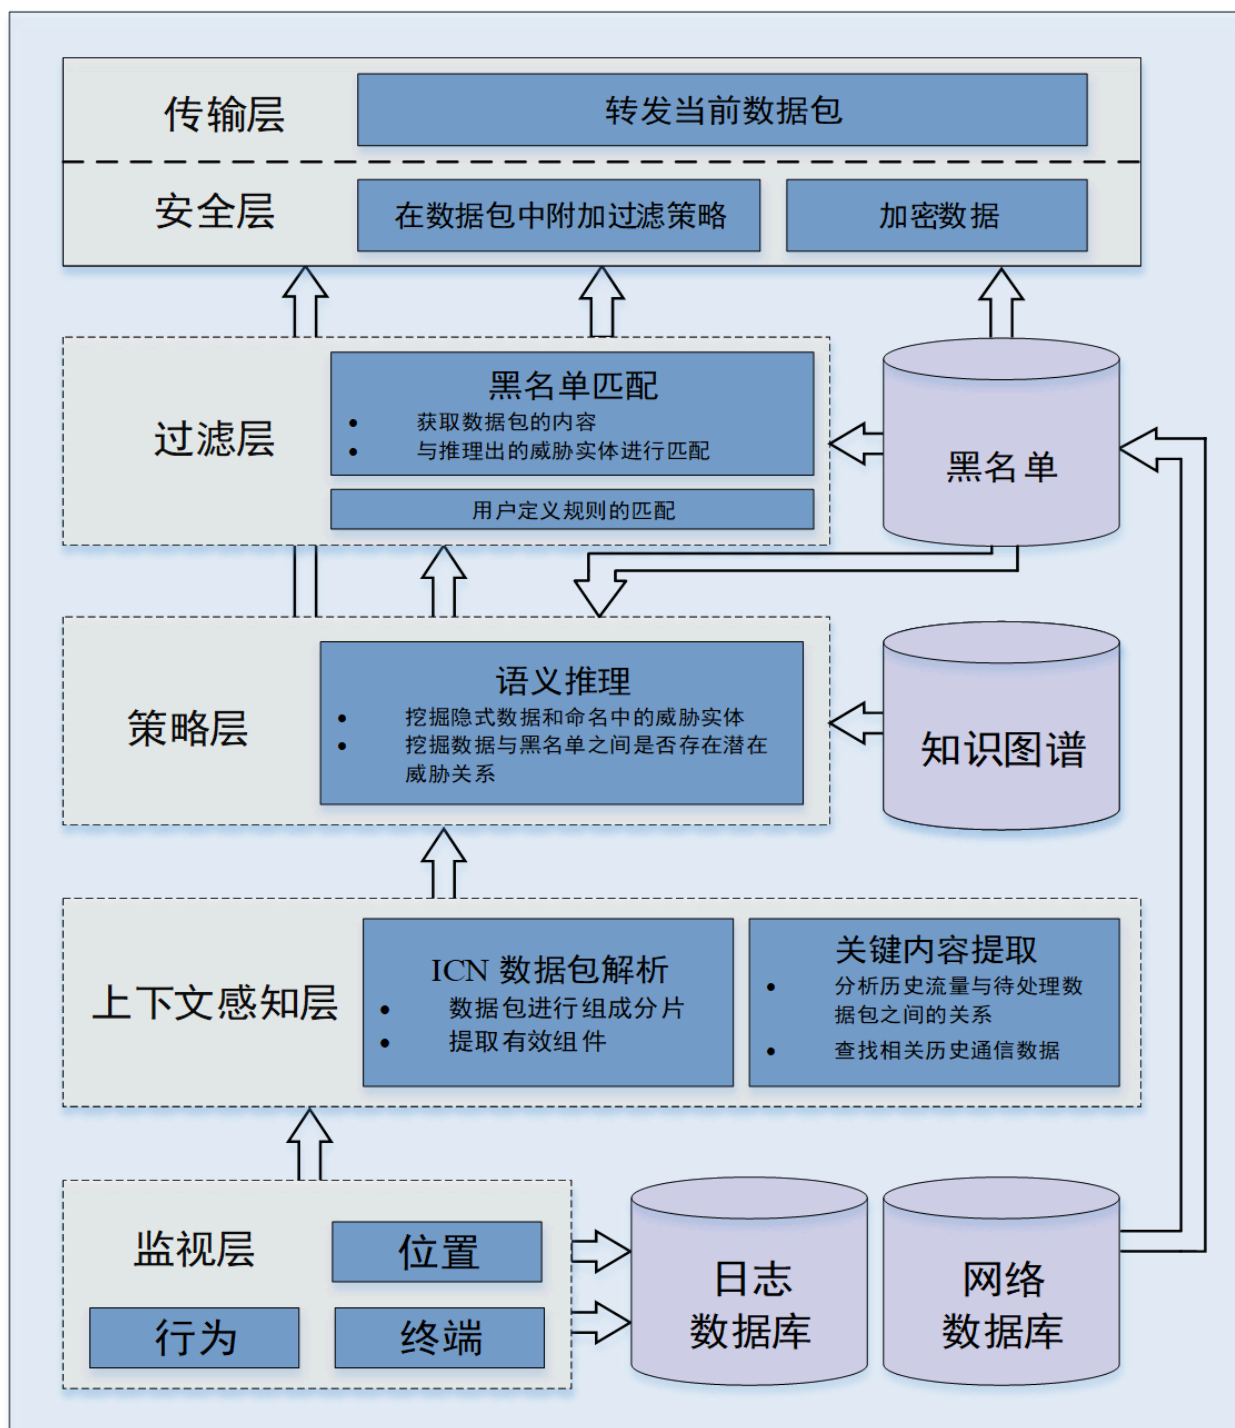 传输层
转发当前数据包
安全层
在数据包中附加过滤策略
加密数据
过滤层
黑名单匹配
• 获取数据包的内容
• 与推理出的威胁实体进行匹配
用户定义规则的匹配
黑名单
策略层
语义推理
• 挖掘隐式数据和命名中的威胁实体
• 挖掘数据与黑名单之间是否存在潜在
威胁关系
知识图谱
上下文感知层
ICN 数据包解析
• 数据包进行组成分片
• 提取有效组件
关键内容提取
• 分析历史流量与待处理数
据包之间的关系
• 查找相关历史通信数据
监视层
位置
行为
终端
日志
数据库
网络
数据库